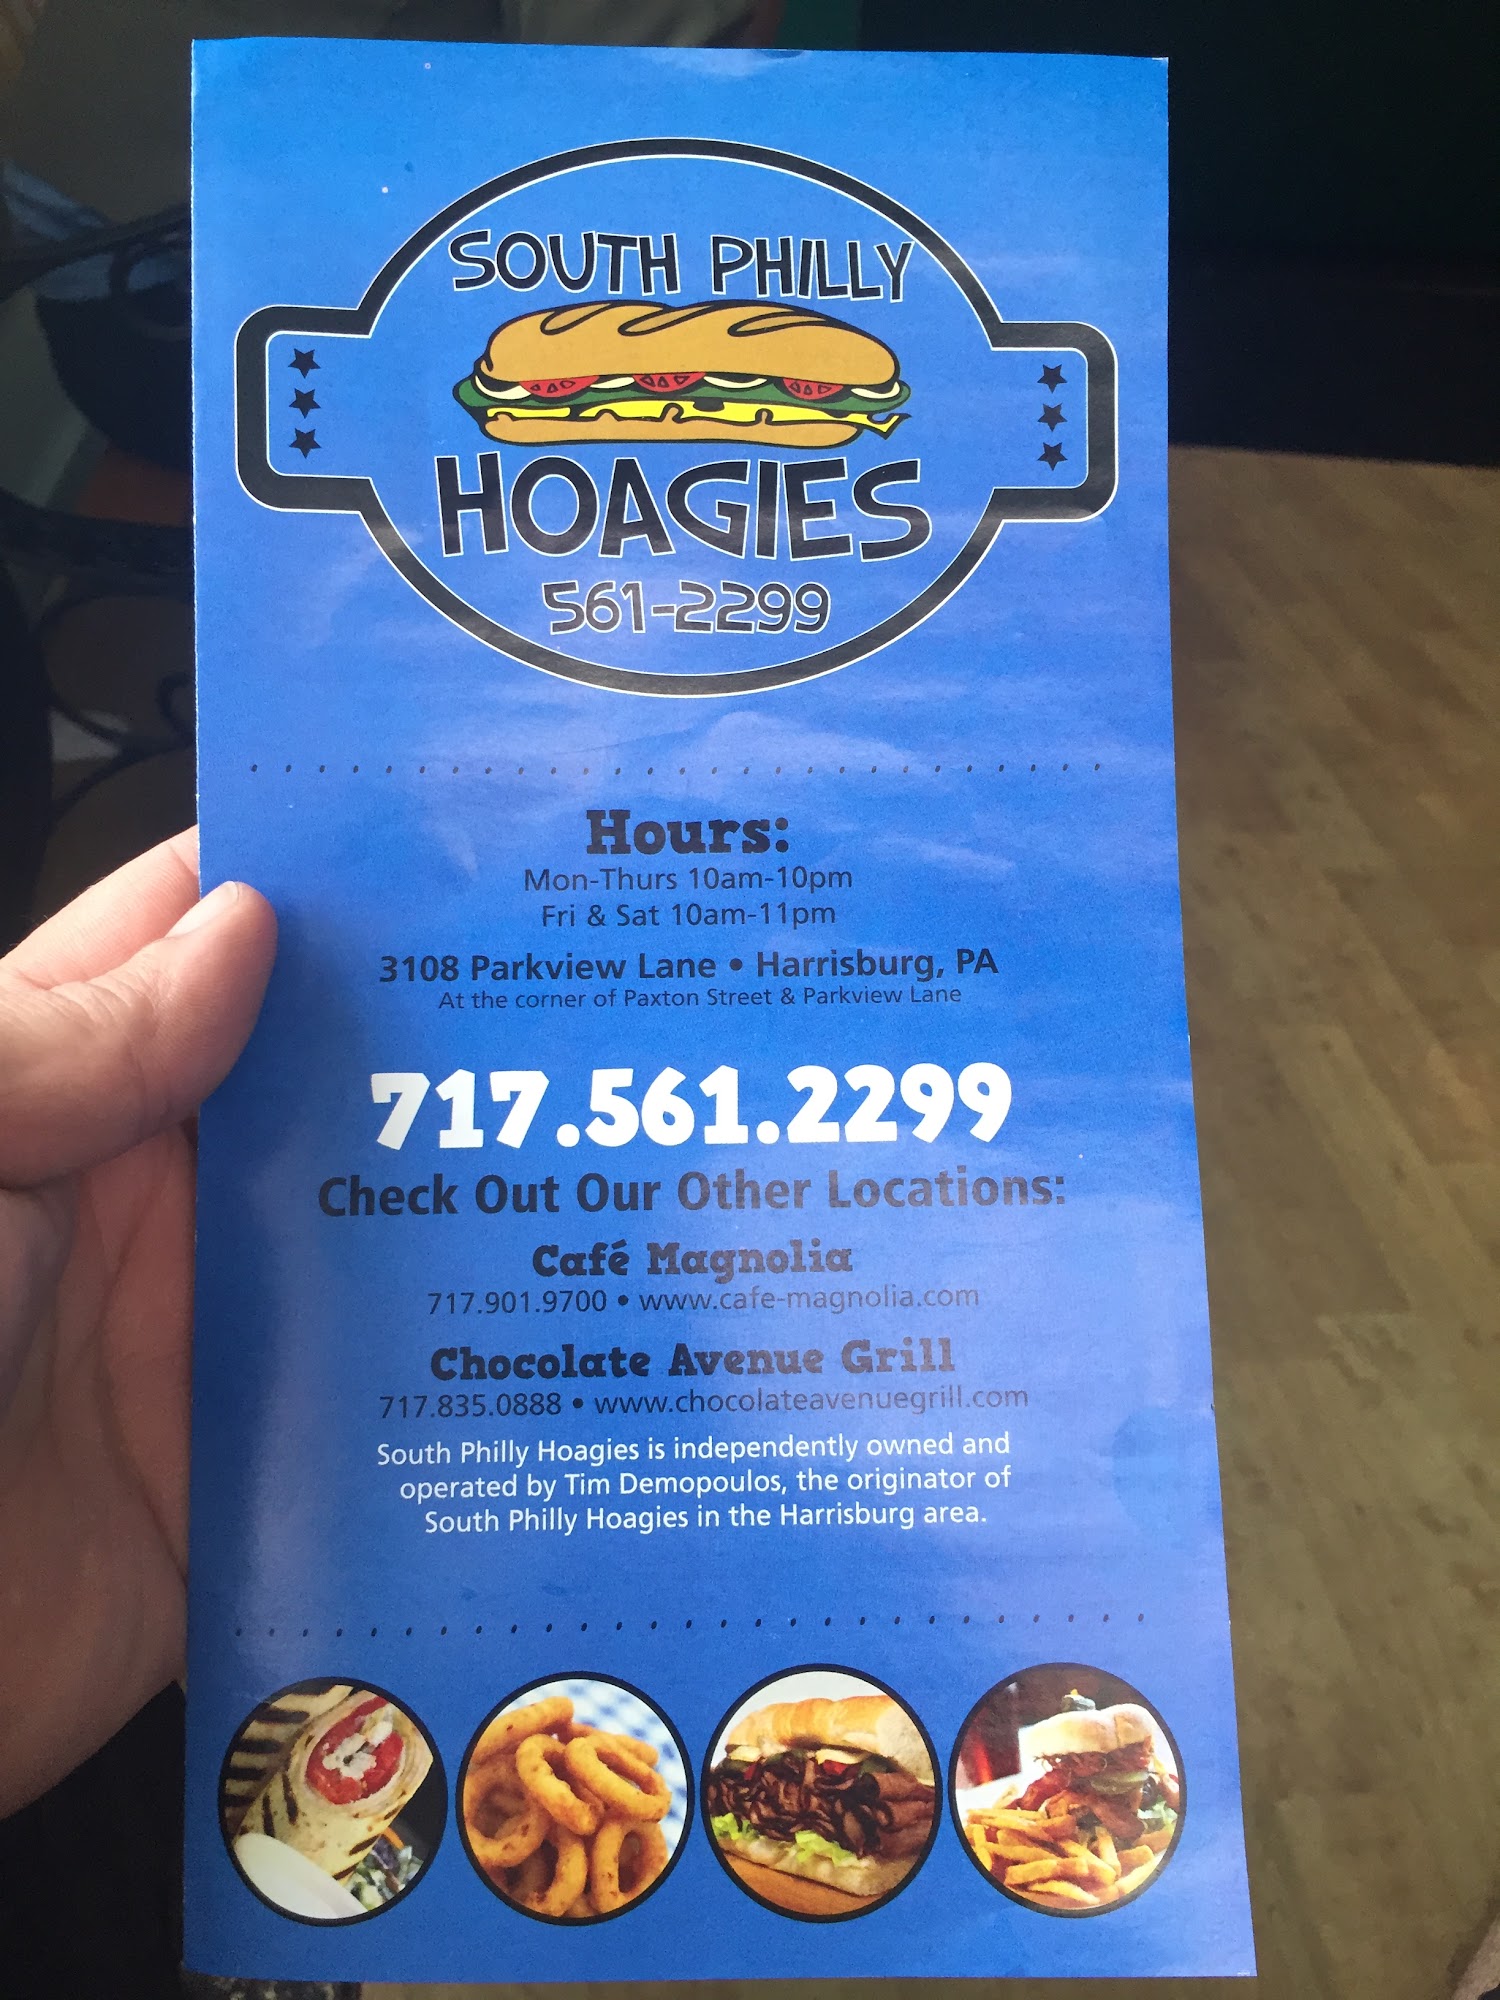 SOUTH PHILLY
HOAGIES
561-2299
Hours:
Mon-Thurs 10am-10pm
Fri & Sat 10am-11pm
3108 Parkview Lane • Harrisburg, PA
At the corner of Paxton Street & Parkview Lane
717.561.2299
Check Out Our Other Locations:
Café Magnolia
717.901.9700 • www.cafe-magnolia.com
Chocolate Avenue Grill
717.835.0888 • www.chocolateavenuegrill.com
South Philly Hoagies is independently owned and
operated by Tim Demopoulos, the originator of
South Philly Hoagies in the Harrisburg area.